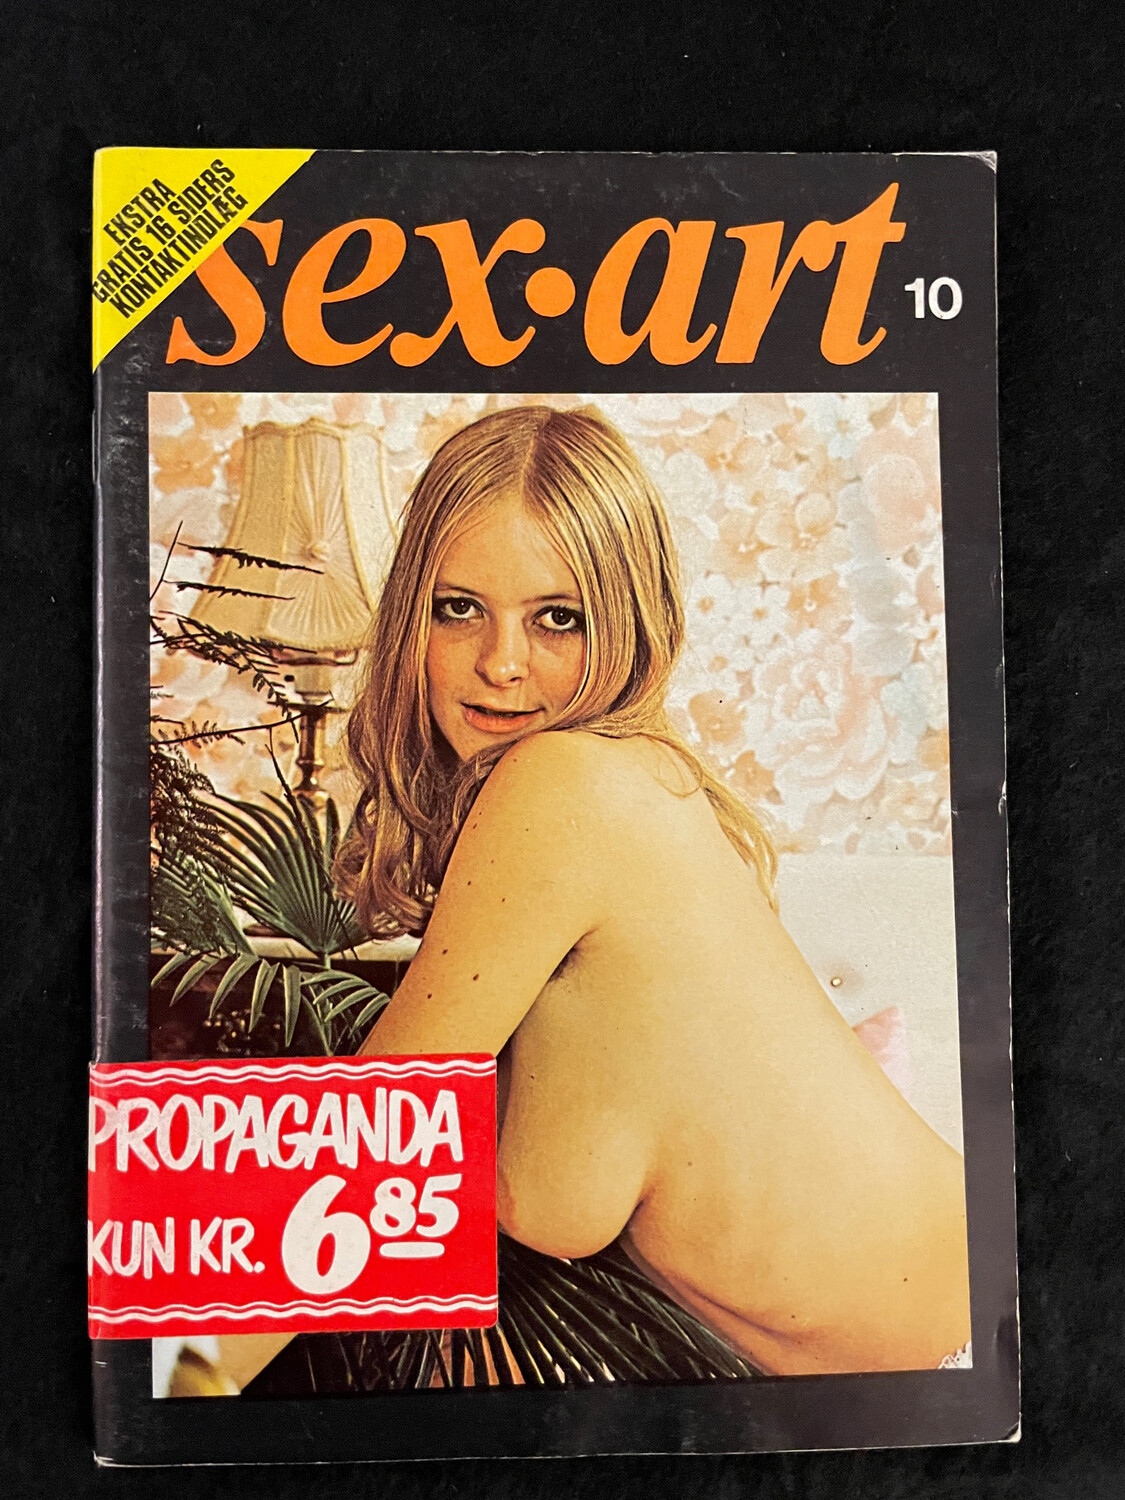 EKSTRA
GRATIS 16 SIDERS
KONTAKTINDLÆG
sex·art
10
PROPAGANDA
KUN KR. 6 85